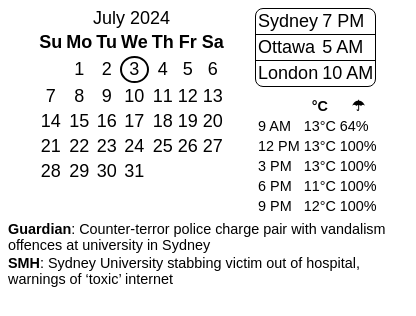 July 2024
Su Mo Tu We Th Fr Sa
1 2 3 4 5 6
7 8 9 10 11 12 13
14 15 16 17 18 19 20
21 22 23 24 25 26 27
28 29 30 31
Sydney 7 PM
Ottawa 5 AM
London 10 AM
°C ☂
9 AM 13°C 64%
12 PM 13°C 100%
3 PM 13°C 100%
6 PM 11°C 100%
9 PM 12°C 100%
Guardian: Counter-terror police charge pair with vandalism
offences at university in Sydney
SMH: Sydney University stabbing victim out of hospital,
warnings of ‘toxic’ internet